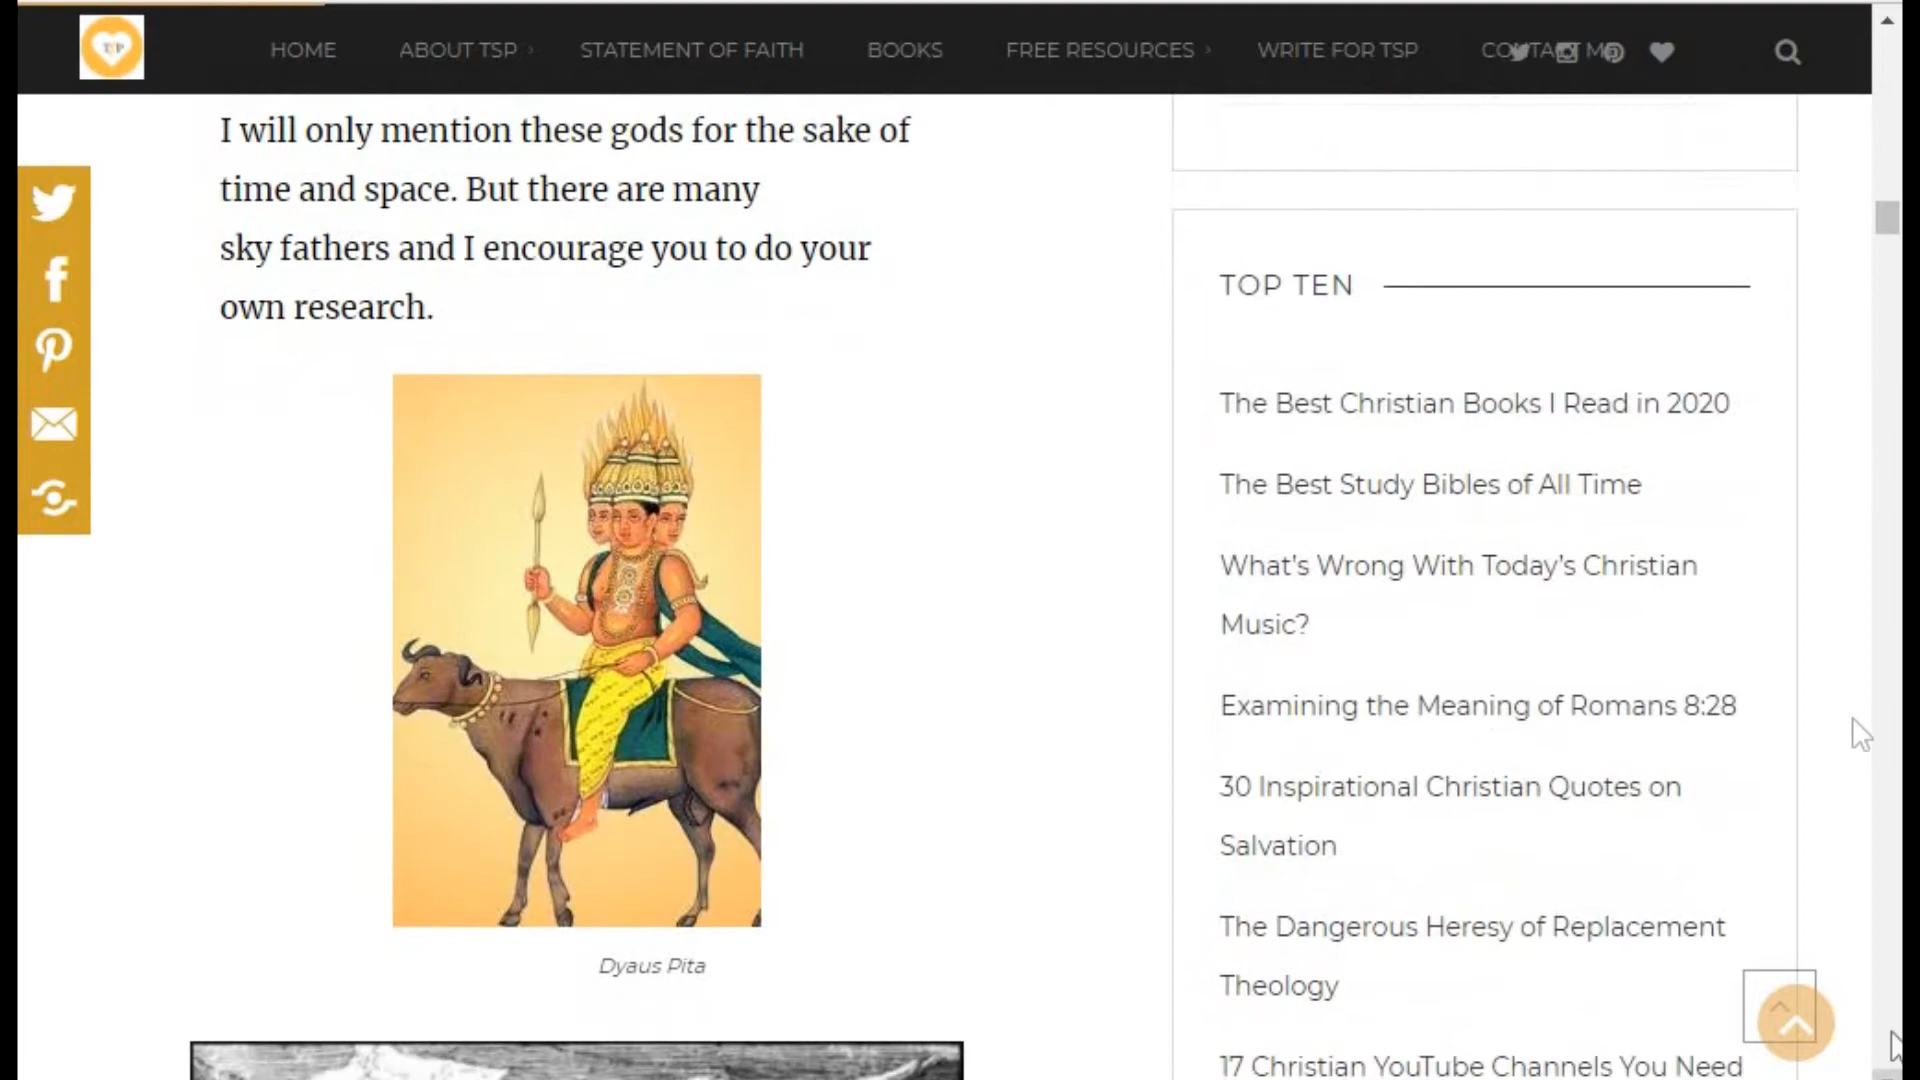 TSP
HOME
ABOUT TSP
STATEMENT OF FAITH
BOOKS
FREE RESOURCES
WRITE FOR TSP
CONTACT ME
I will only mention these gods for the sake of
time and space. But there are many
sky fathers and I encourage you to do your
own research.
Dyaus Pita
TOP TEN
The Best Christian Books I Read in 2020
The Best Study Bibles of All Time
What's Wrong With Today's Christian
Music?
Examining the Meaning of Romans 8:28
30 Inspirational Christian Quotes on
Salvation
The Dangerous Heresy of Replacement
Theology
17 Christian YouTube Channels You Need